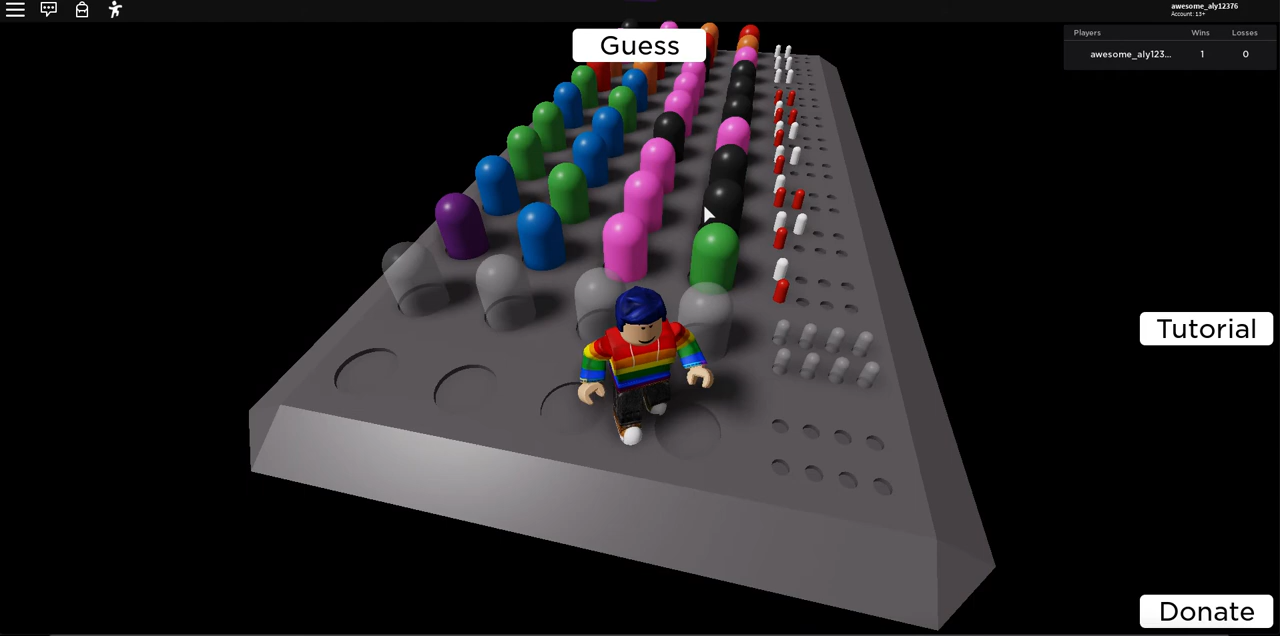 awesome_aly12376
Account: 13+
Players Wins Losses
awesome_aly123... 1 0
Guess
Tutorial
Donate